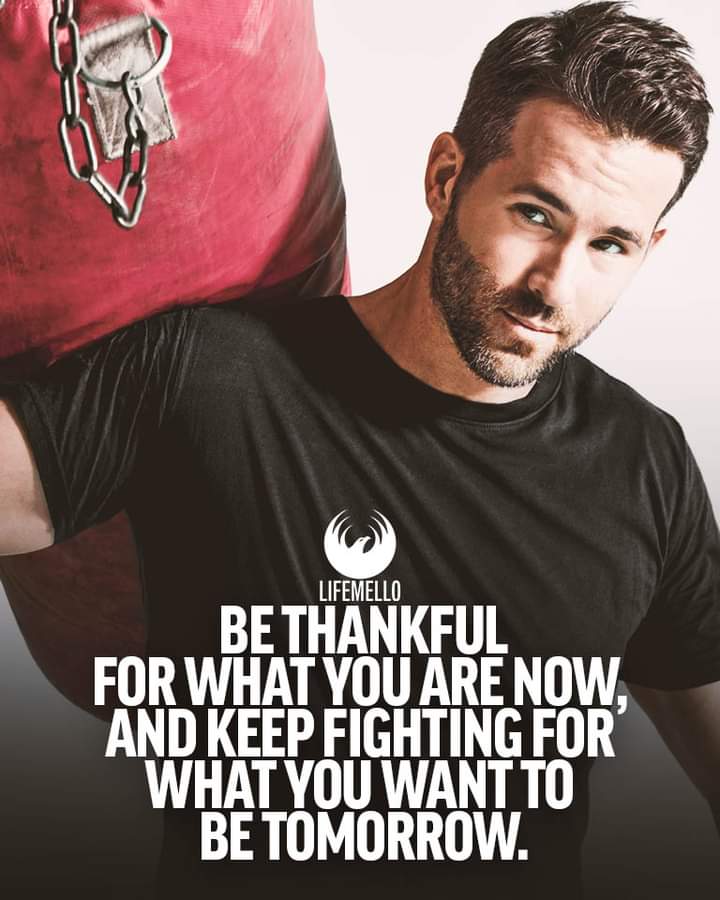 LIFEMELLO
BE THANKFUL
FOR WHAT YOU ARE NOW,
AND KEEP FIGHTING FOR
WHAT YOU WANT TO
BE TOMORROW.